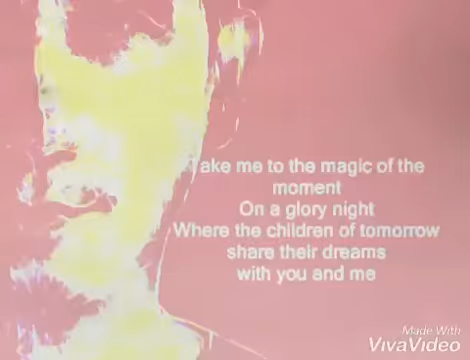 Take me to the magic of the
moment
On a glory night
Where the children of tomorrow
share their dreams
with you and me
Made With
VivaVideo